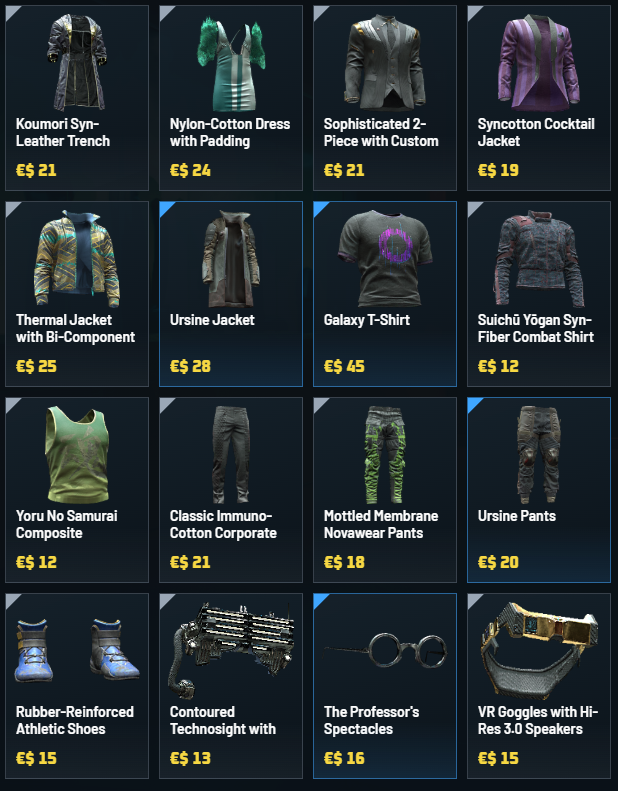 Koumori Syn-
Leather Trench
€$ 21
Nylon-Cotton Dress
with Padding
€$ 24
Sophisticated 2-
Piece with Custom
€$ 21
Syncotton Cocktail
Jacket
€$ 19
Thermal Jacket
with Bi-Component
€$ 25
Ursine Jacket
€$ 28
Galaxy T-Shirt
€$ 45
Suichū Yōgan Syn-
Fiber Combat Shirt
€$ 12
Yoru No Samurai
Composite
€$ 12
Classic Immuno-
Cotton Corporate
€$ 21
Mottled Membrane
Novawear Pants
€$ 18
Ursine Pants
€$ 20
Rubber-Reinforced
Athletic Shoes
€$ 15
Contoured
Technosight with
€$ 13
The Professor's
Spectacles
€$ 16
VR Goggles with Hi-
Res 3.0 Speakers
€$ 15